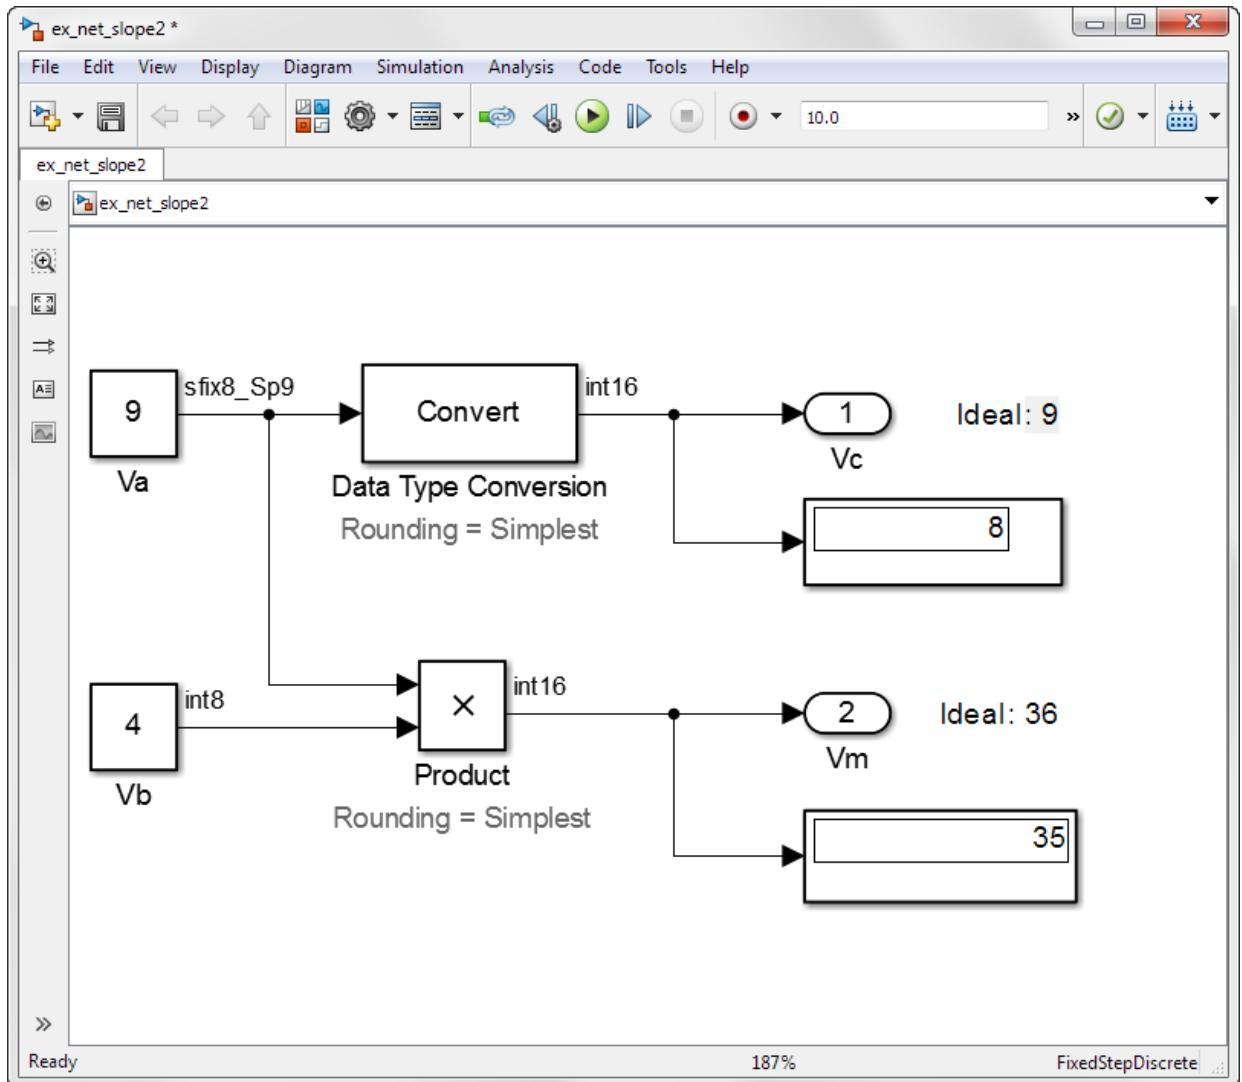 ex_net_slope2 *
File Edit View Display Diagram Simulation Analysis Code Tools Help
10.0
»
ex_net_slope2
ex_net_slope2
9
sfix8_Sp9
Va
Convert
int16
Data Type Conversion
Rounding = Simplest
1
Vc
Ideal: 9
8
4
int8
Vb
×
int16
Product
Rounding = Simplest
2
Vm
Ideal: 36
35
»
Ready 187% FixedStepDiscrete